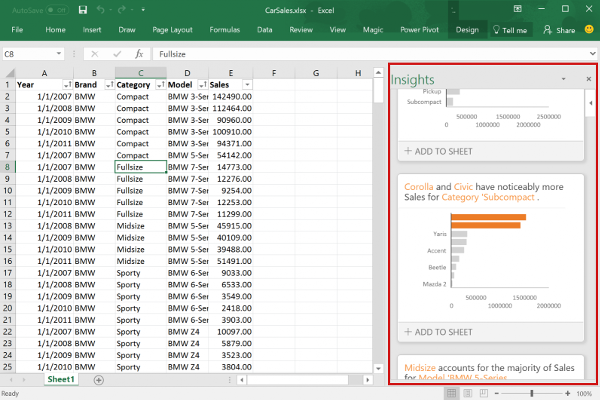 AutoSave Off
CarSales.xlsx - Excel
File Home Insert Draw Page Layout Formulas Data Review View Magic Power Pivot Design Tell me Share
C8 fx Fullsize
A B C D E F G H
1 Year Brand Category Model Sales
2 1/1/2007 BMW Compact BMW 3-Ser 142490.00
3 1/1/2008 BMW Compact BMW 3-Ser 112464.00
4 1/1/2009 BMW Compact BMW 3-Ser 90960.00
5 1/1/2010 BMW Compact BMW 3-Ser 100910.00
6 1/1/2011 BMW Compact BMW 3-Ser 94371.00
7 1/1/2007 BMW Compact BMW 5-Ser 54142.00
8 1/1/2007 BMW Fullsize BMW 7-Ser 14773.00
9 1/1/2008 BMW Fullsize BMW 7-Ser 12276.00
10 1/1/2009 BMW Fullsize BMW 7-Ser 9254.00
11 1/1/2010 BMW Fullsize BMW 7-Ser 12253.00
12 1/1/2011 BMW Fullsize BMW 7-Ser 11299.00
13 1/1/2008 BMW Midsize BMW 5-Ser 45915.00
14 1/1/2009 BMW Midsize BMW 5-Ser 40109.00
15 1/1/2010 BMW Midsize BMW 5-Ser 39488.00
16 1/1/2011 BMW Midsize BMW 5-Ser 51491.00
17 1/1/2007 BMW Sporty BMW 5-Ser 9033.00
18 1/1/2008 BMW Sporty BMW 5-Ser 6533.00
19 1/1/2009 BMW Sporty BMW 5-Ser 3549.00
20 1/1/2010 BMW Sporty BMW 5-Ser 2418.00
21 1/1/2011 BMW Sporty BMW 5-Ser 3903.00
22 1/1/2007 BMW Sporty BMW Z4 10097.00
23 1/1/2008 BMW Sporty BMW Z4 5879.00
24 1/1/2009 BMW Sporty BMW Z4 3523.00
25 1/1/2010 BMW Sporty BMW Z4 3804.00
Sheet1
Ready
100%
Insights
Pickup
Subcompact
500000 1500000 2500000
0 1000000 2000000
+ ADD TO SHEET
Corolla and Civic have noticeably more
Sales for Category 'Subcompact .
Yaris
Accent
Beetle
Mazda 2
500000 1500000
0 1000000 2000000
+ ADD TO SHEET
Midsize accounts for the majority of Sales
for Model 'BMW 5-Series